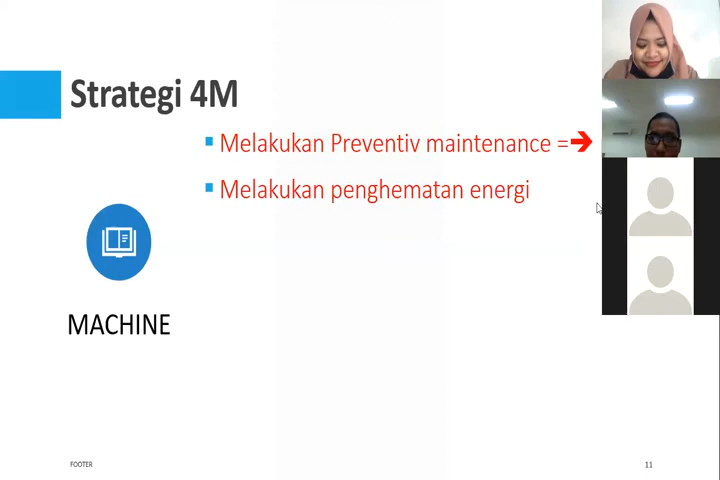 Strategi 4M
Melakukan Preventiv maintenance =➔
Melakukan penghematan energi
MACHINE
FOOTER
11